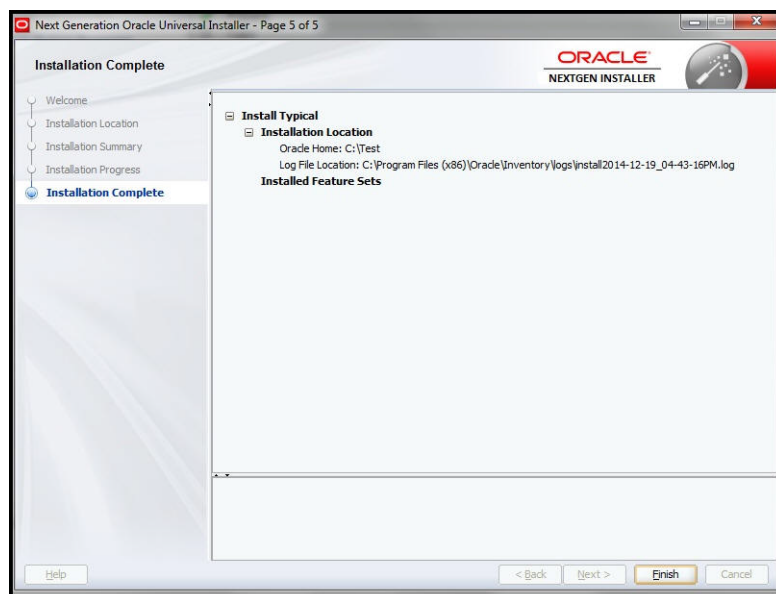 Next Generation Oracle Universal Installer - Page 5 of 5
Installation Complete
ORACLE
NEXTGEN INSTALLER
Welcome
Installation Location
Installation Summary
Installation Progress
Installation Complete
Install Typical
Installation Location
Oracle Home: C:\Test
Log File Location: C:\Program Files (x86)\Oracle\Inventory\logs\install2014-12-19_04-43-16PM.log
Installed Feature Sets
Help
< Back
Next >
Finish
Cancel